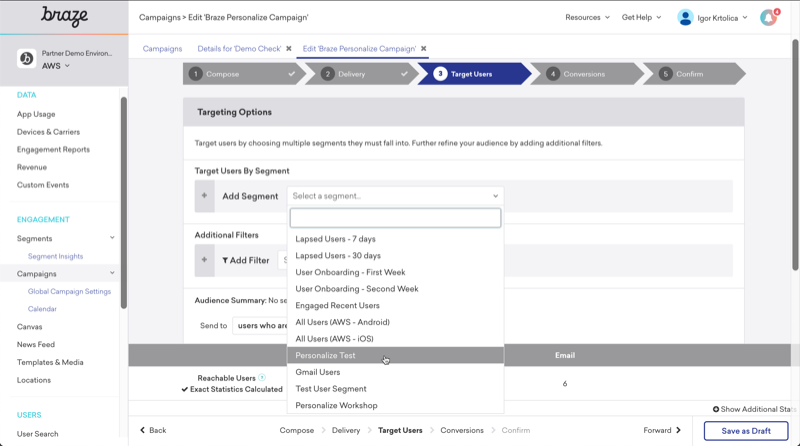 braze
Campaigns > Edit 'Braze Personalize Campaign'
Resources
Get Help
Igor Krtolica
4
Partner Demo Environ...
AWS
Campaigns
Details for 'Demo Check' ✖
Edit 'Braze Personalize Campaign' ✖
1 Compose
2 Delivery
3 Target Users
4 Conversions
5 Confirm
DATA
App Usage
Devices & Carriers
Engagement Reports
Revenue
Custom Events
ENGAGEMENT
Segments
Segment Insights
Campaigns
Global Campaign Settings
Calendar
Canvas
News Feed
Templates & Media
Locations
USERS
User Search
Targeting Options
Target users by choosing multiple segments they must fall into. Further refine your audience by adding additional filters.
Target Users By Segment
+ Add Segment
Select a segment...
Lapsed Users - 7 days
Lapsed Users - 30 days
User Onboarding - First Week
User Onboarding - Second Week
Engaged Recent Users
All Users (AWS - Android)
All Users (AWS - iOS)
Personalize Test
Gmail Users
Test User Segment
Personalize Workshop
Additional Filters
+ Add Filter
Audience Summary: No se
Send to users who are
Email
Reachable Users ?
✔ Exact Statistics Calculated
6
Show Additional Stats
Back
Compose > Delivery > Target Users > Conversions > Confirm
Forward
Save as Draft